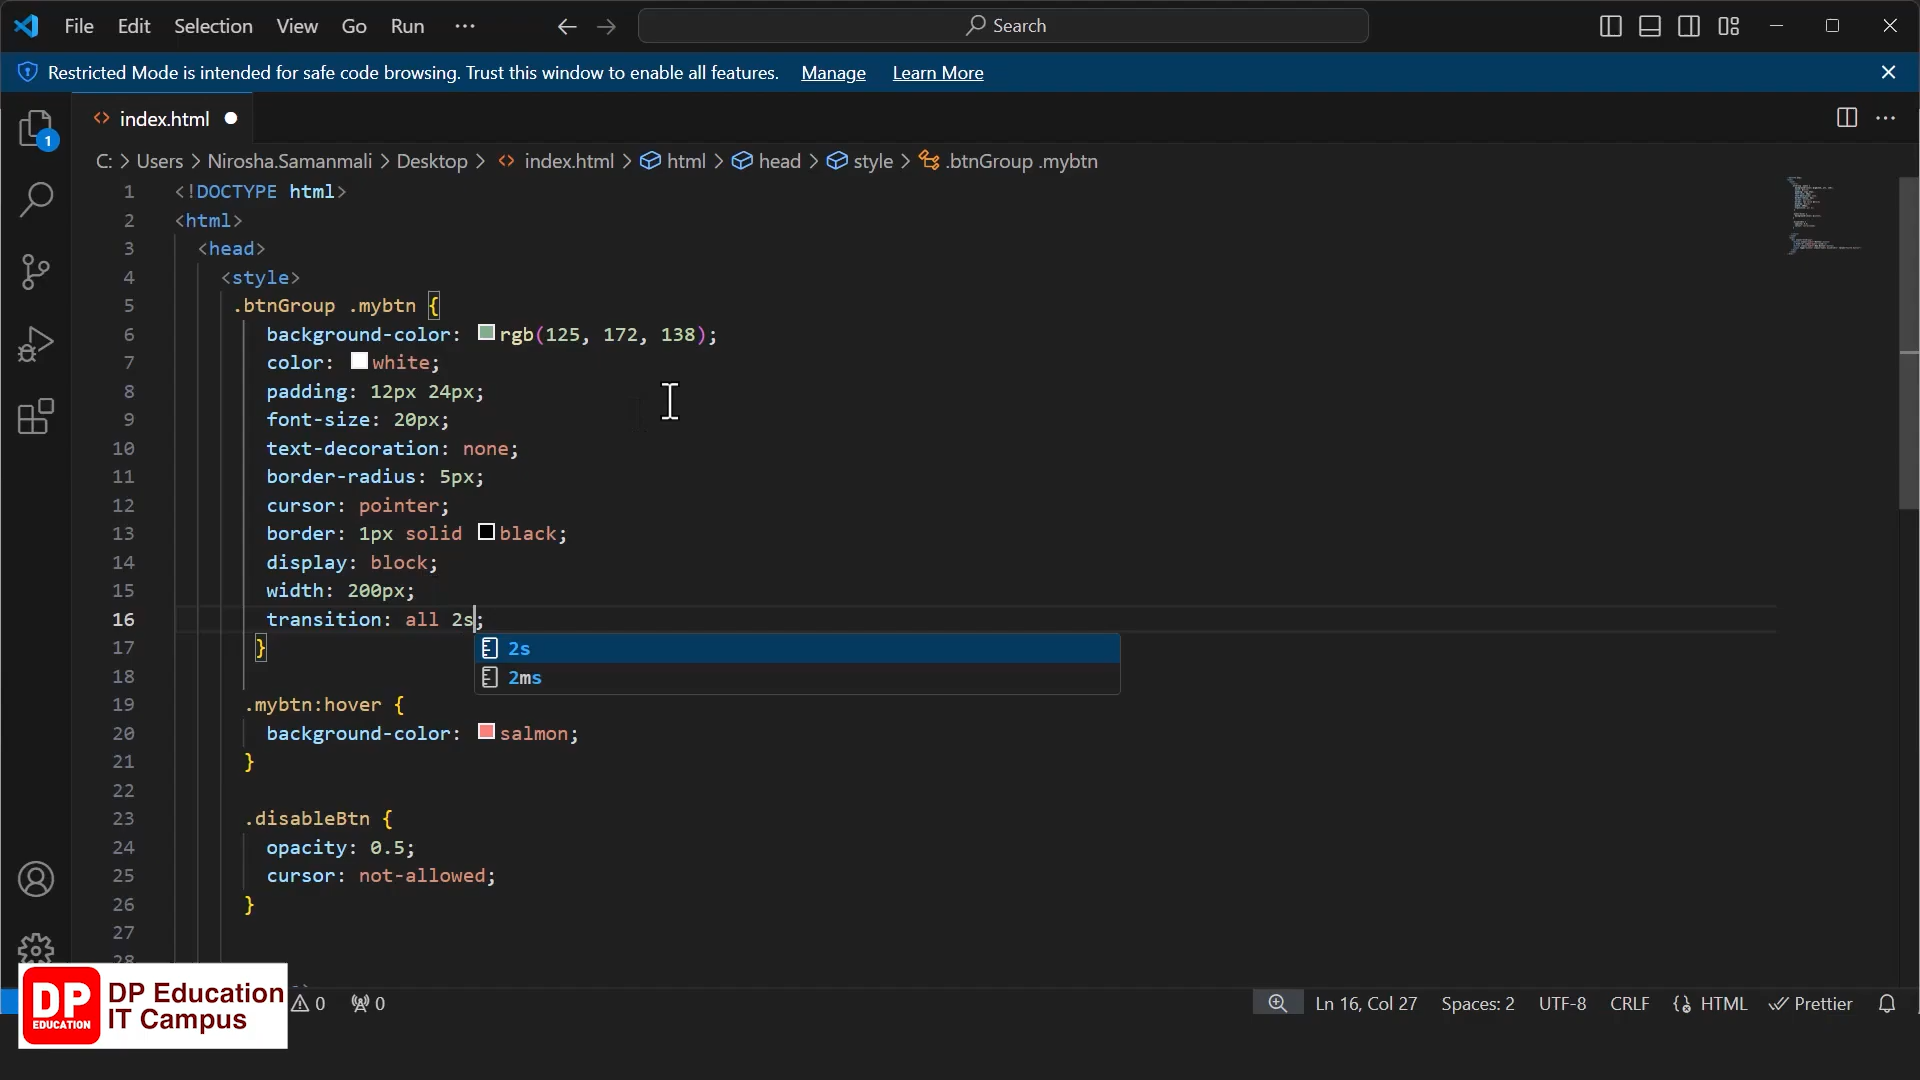 File Edit Selection View Go Run ··· Search
Restricted Mode is intended for safe code browsing. Trust this window to enable all features. Manage Learn More
1
index.html
C: > Users > Nirosha.Samanmali > Desktop > index.html > html > head > style > .btnGroup .mybtn
1 <!DOCTYPE html>
2 <html>
3 <head>
4 <style>
5 .btnGroup .mybtn {
6 background-color: rgb(125, 172, 138);
7 color: white;
8 padding: 12px 24px;
9 font-size: 20px;
10 text-decoration: none;
11 border-radius: 5px;
12 cursor: pointer;
13 border: 1px solid black;
14 display: block;
15 width: 200px;
16 transition: all 2s;
17 }
2s
18
2ms
19 .mybtn:hover {
20 background-color: salmon;
21 }
22
23 .disableBtn {
24 opacity: 0.5;
25 cursor: not-allowed;
26 }
27
28
DP EDUCATION
DP Education
IT Campus
0 0 Ln 16, Col 27 Spaces: 2 UTF-8 CRLF HTML Prettier